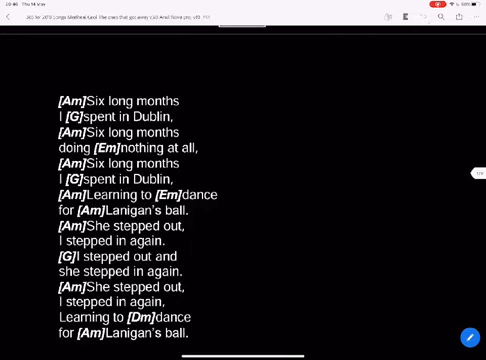 Thu 14 May
[Am]Six long months
I [G]spent in Dublin,
[Am]Six long months
doing [Em]nothing at all,
[Am]Six long months
I [G]spent in Dublin,
[Am]Learning to [Em]dance
for [Am]Lanigan's ball.
[Am]She stepped out,
I stepped in again.
[G]I stepped out and
she stepped in again.
[Am]She stepped out,
I stepped in again,
Learning to [Dm]dance
for [Am]Lanigan's ball.